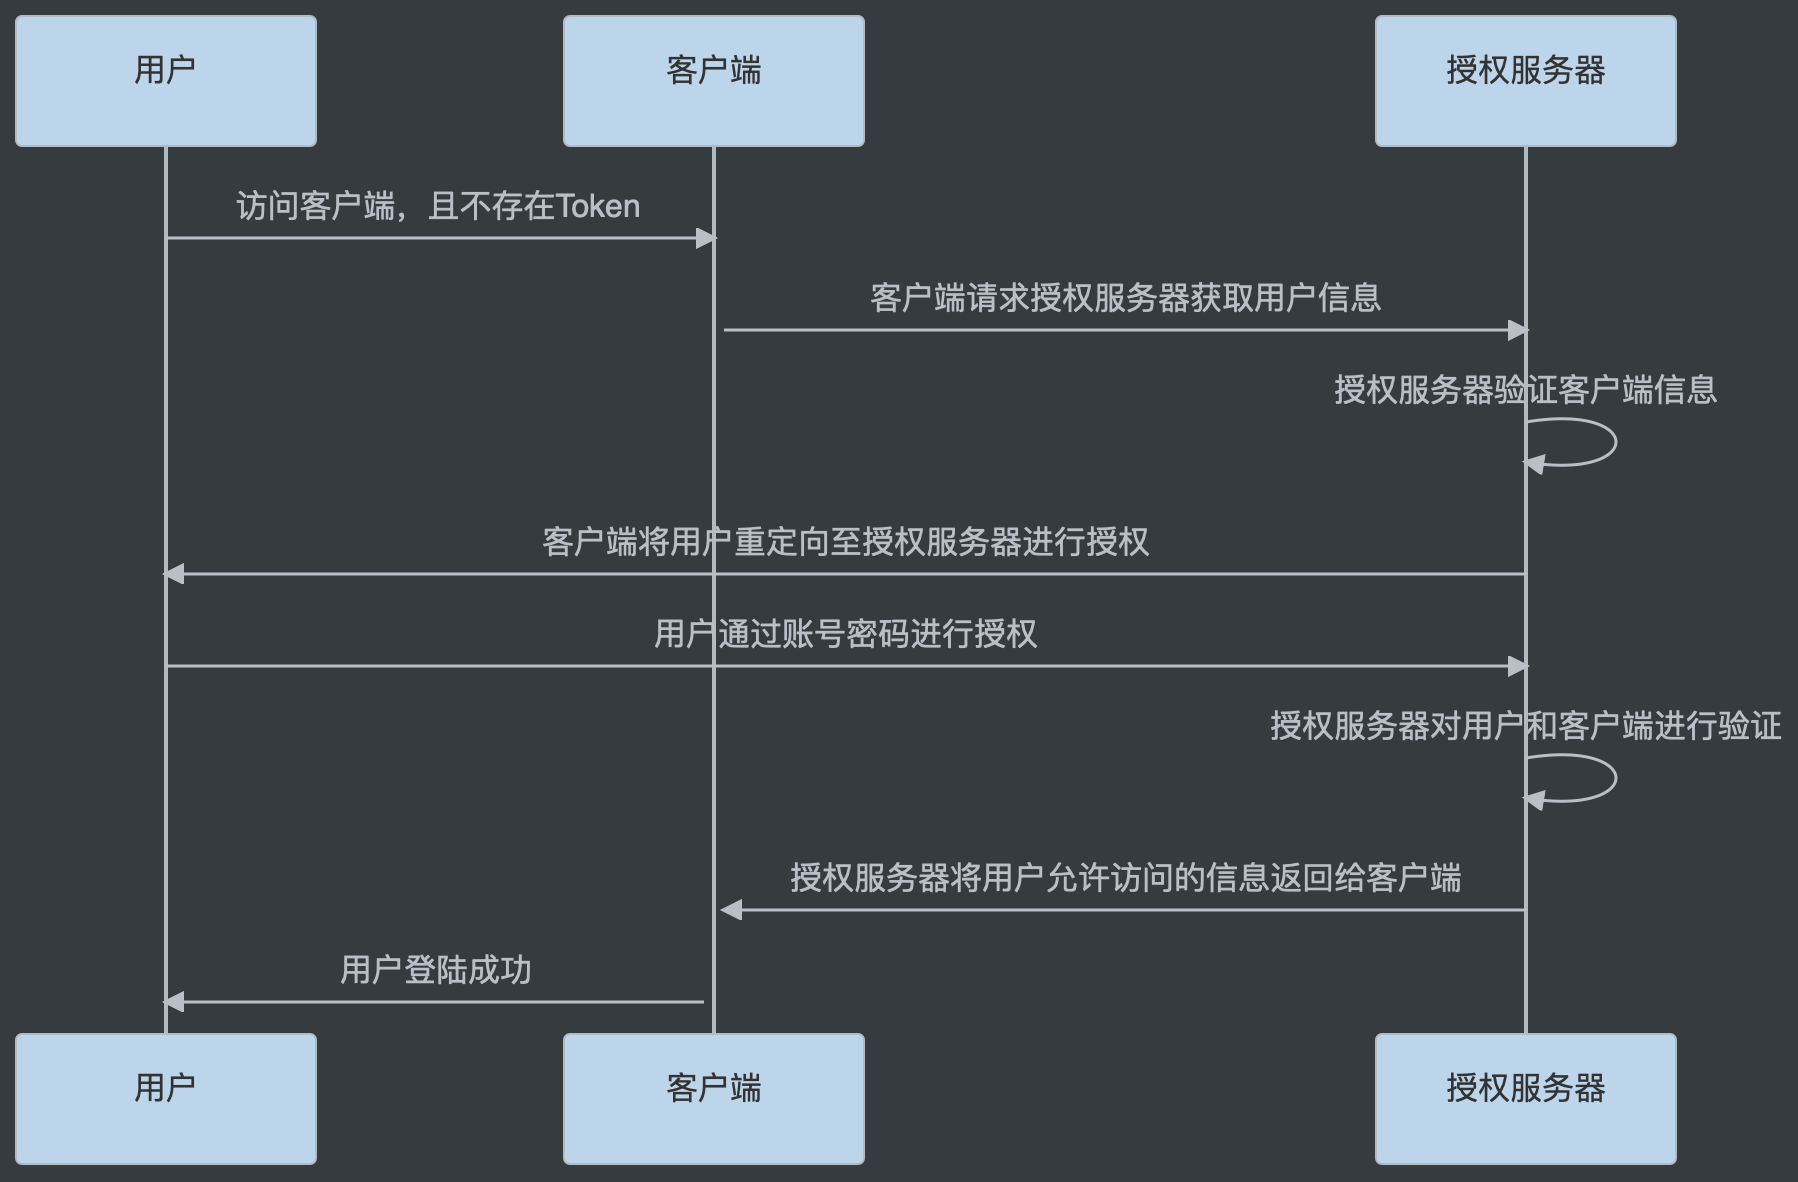 用户
客户端
授权服务器
访问客户端，且不存在Token
客户端请求授权服务器获取用户信息
授权服务器验证客户端信息
客户端将用户重定向至授权服务器进行授权
用户通过账号密码进行授权
授权服务器对用户和客户端进行验证
授权服务器将用户允许访问的信息返回给客户端
用户登陆成功
用户
客户端
授权服务器